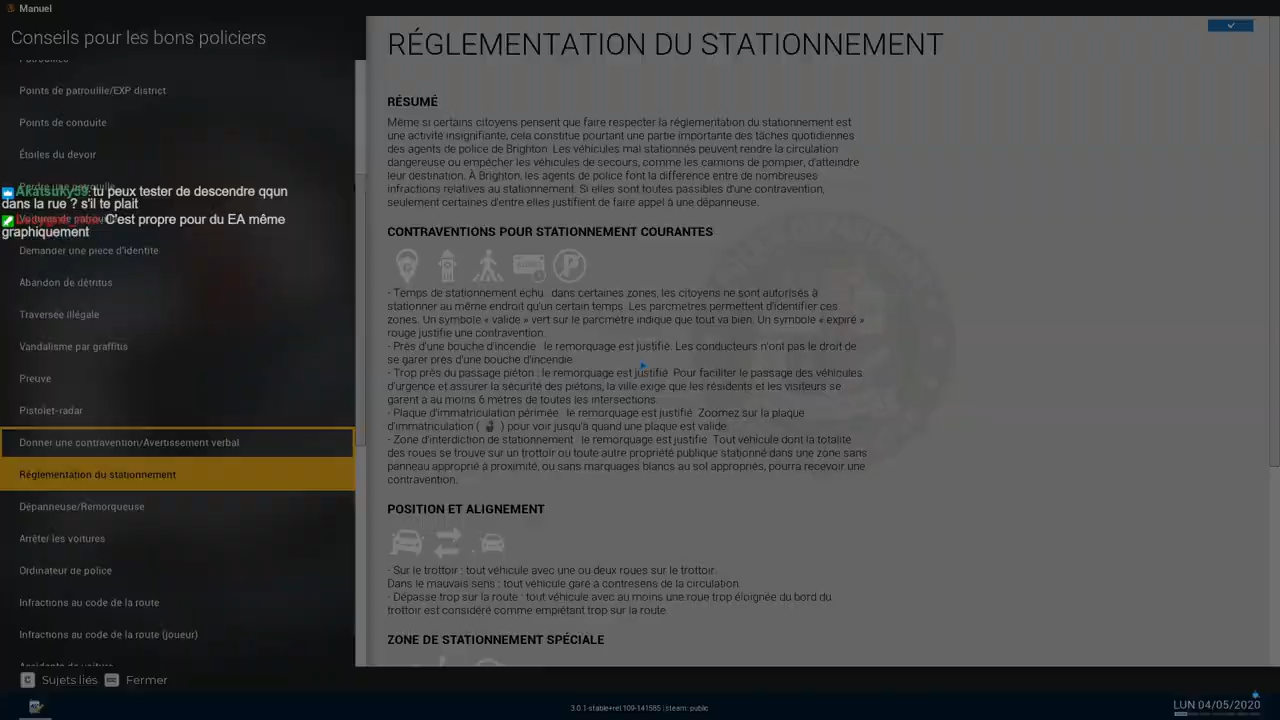 Manuel
Conseils pour les bons policiers
Patrouilles
Points de patrouille/EXP district
Points de conduite
Étoiles du devoir
Akatsuky59: tu peux tester de descendre qqun
dans la rue ? s'il te plait
C'est propre pour du EA même
graphiquement
Demander une pièce d'identité
Abandon de détritus
Traversée illégale
Vandalisme par graffitis
Preuve
Pistolet-radar
Donner une contravention/Avertissement verbal
Réglementation du stationnement
Dépanneuse/Remorqueuse
Arrêter les voitures
Ordinateur de police
Infractions au code de la route
Infractions au code de la route (joueur)
Accidents de voiture
Sujets liés
Fermer
RÉGLEMENTATION DU STATIONNEMENT
RÉSUMÉ
Même si certains citoyens pensent que faire respecter la réglementation du stationnement est
une activité insignifiante, cela constitue pourtant une partie importante des tâches quotidiennes
des agents de police de Brighton. Les véhicules mal stationnés peuvent rendre la circulation
dangereuse ou empêcher les véhicules de secours, comme les camions de pompier, d'atteindre
leur destination. À Brighton, les agents de police font la différence entre de nombreuses
infractions relatives au stationnement. Si elles sont toutes passibles d'une contravention,
seulement certaines d'entre elles justifient de faire appel à une dépanneuse.
CONTRAVENTIONS POUR STATIONNEMENT COURANTES
- Temps de stationnement échu : dans certaines zones, les citoyens ne sont autorisés à
stationner au même endroit qu'un certain temps. Les parcmètres permettent d'identifier ces
zones. Un symbole « valide » vert sur le parcmètre indique que tout va bien. Un symbole « expiré »
rouge justifie une contravention.
- Près d'une bouche d'incendie : le remorquage est justifié. Les conducteurs n'ont pas le droit de
se garer près d'une bouche d'incendie.
- Trop près du passage piéton : le remorquage est justifié. Pour faciliter le passage des véhicules
d'urgence et assurer la sécurité des piétons, la ville exige que les résidents et les visiteurs se
garent à au moins 6 mètres de toutes les intersections.
- Plaque d'immatriculation périmée : le remorquage est justifié. Zoomez sur la plaque
d'immatriculation ( ) pour voir jusqu'à quand une plaque est valide.
- Zone d'interdiction de stationnement : le remorquage est justifié. Tout véhicule dont la totalité
des roues se trouve sur un trottoir ou toute autre propriété publique stationné dans une zone sans
panneau approprié à proximité, ou sans marquages blancs au sol appropriés, pourra recevoir une
contravention.
POSITION ET ALIGNEMENT
- Sur le trottoir : tout véhicule avec une ou deux roues sur le trottoir.
Dans le mauvais sens : tout véhicule garé à contresens de la circulation.
- Dépasse trop sur la route : tout véhicule avec au moins une roue trop éloignée du bord du
trottoir est considéré comme empiétant trop sur la route.
ZONE DE STATIONNEMENT SPÉCIALE
3.0.1-stable+rel.109-141585 | steam: public
LUN 04/05/2020